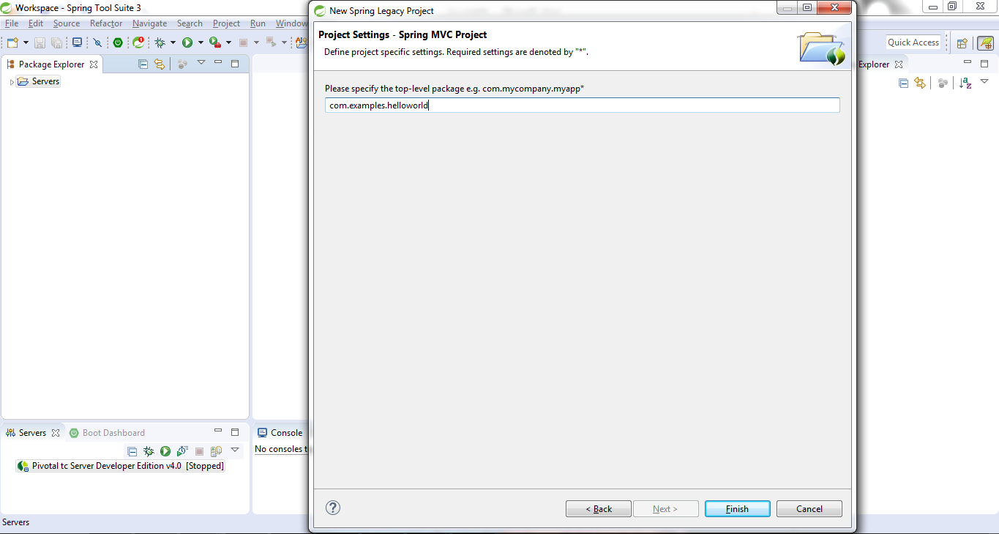 Workspace - Spring Tool Suite 3
File Edit Source Refactor Navigate Search Project Run Window
Quick Access
Package Explorer
Servers
New Spring Legacy Project
Project Settings - Spring MVC Project
Define project specific settings. Required settings are denoted by "*".
Please specify the top-level package e.g. com.mycompany.myapp*
com.examples.helloworld
Explorer
Servers Boot Dashboard
Pivotal tc Server Developer Edition v4.0 [Stopped]
Console
No consoles t
< Back Next > Finish Cancel
Servers